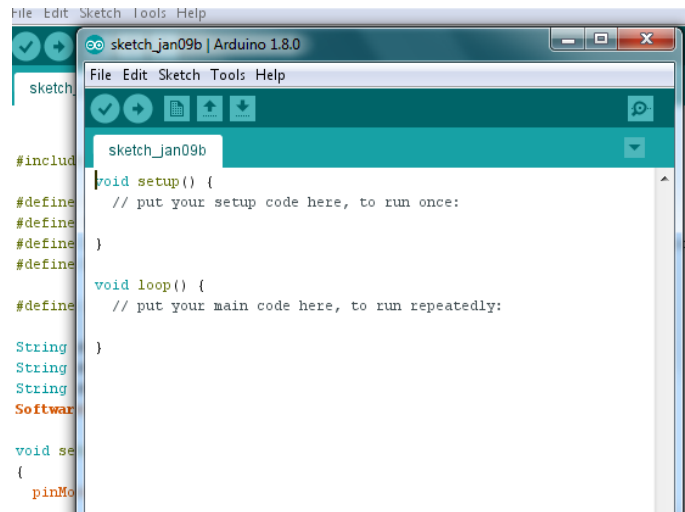 File Edit Sketch Tools Help
sketch_jan09b | Arduino 1.8.0
File Edit Sketch Tools Help
sketch_jan09b
void setup() {
// put your setup code here, to run once:
}
void loop() {
// put your main code here, to run repeatedly:
}
sketch
#includ
#define
#define
#define
#define
#define
String
String
String
Softwar
void se
{
pinMo